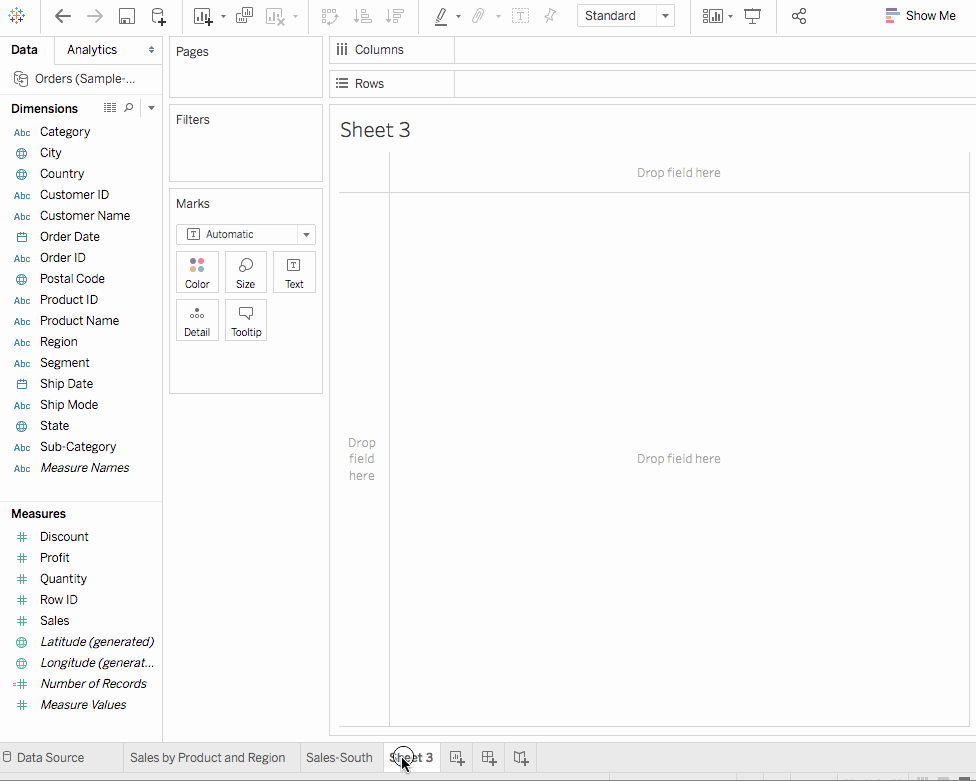 Standard
Show Me
Data
Analytics
Pages
Columns
Orders (Sample-...
Rows
Dimensions
Filters
Sheet 3
Abc Category
City
Country
Abc Customer ID
Abc Customer Name
Order Date
Abc Order ID
Postal Code
Abc Product ID
Abc Product Name
Abc Region
Abc Segment
Ship Date
Abc Ship Mode
State
Abc Sub-Category
Abc Measure Names
Marks
T Automatic
Color
Size
T
Text
Detail
Tooltip
Drop field here
Drop
field
here
Drop field here
Measures
# Discount
# Profit
# Quantity
# Row ID
# Sales
Latitude (generated)
Longitude (generat...
=# Number of Records
# Measure Values
Data Source
Sales by Product and Region
Sales-South
Sheet 3